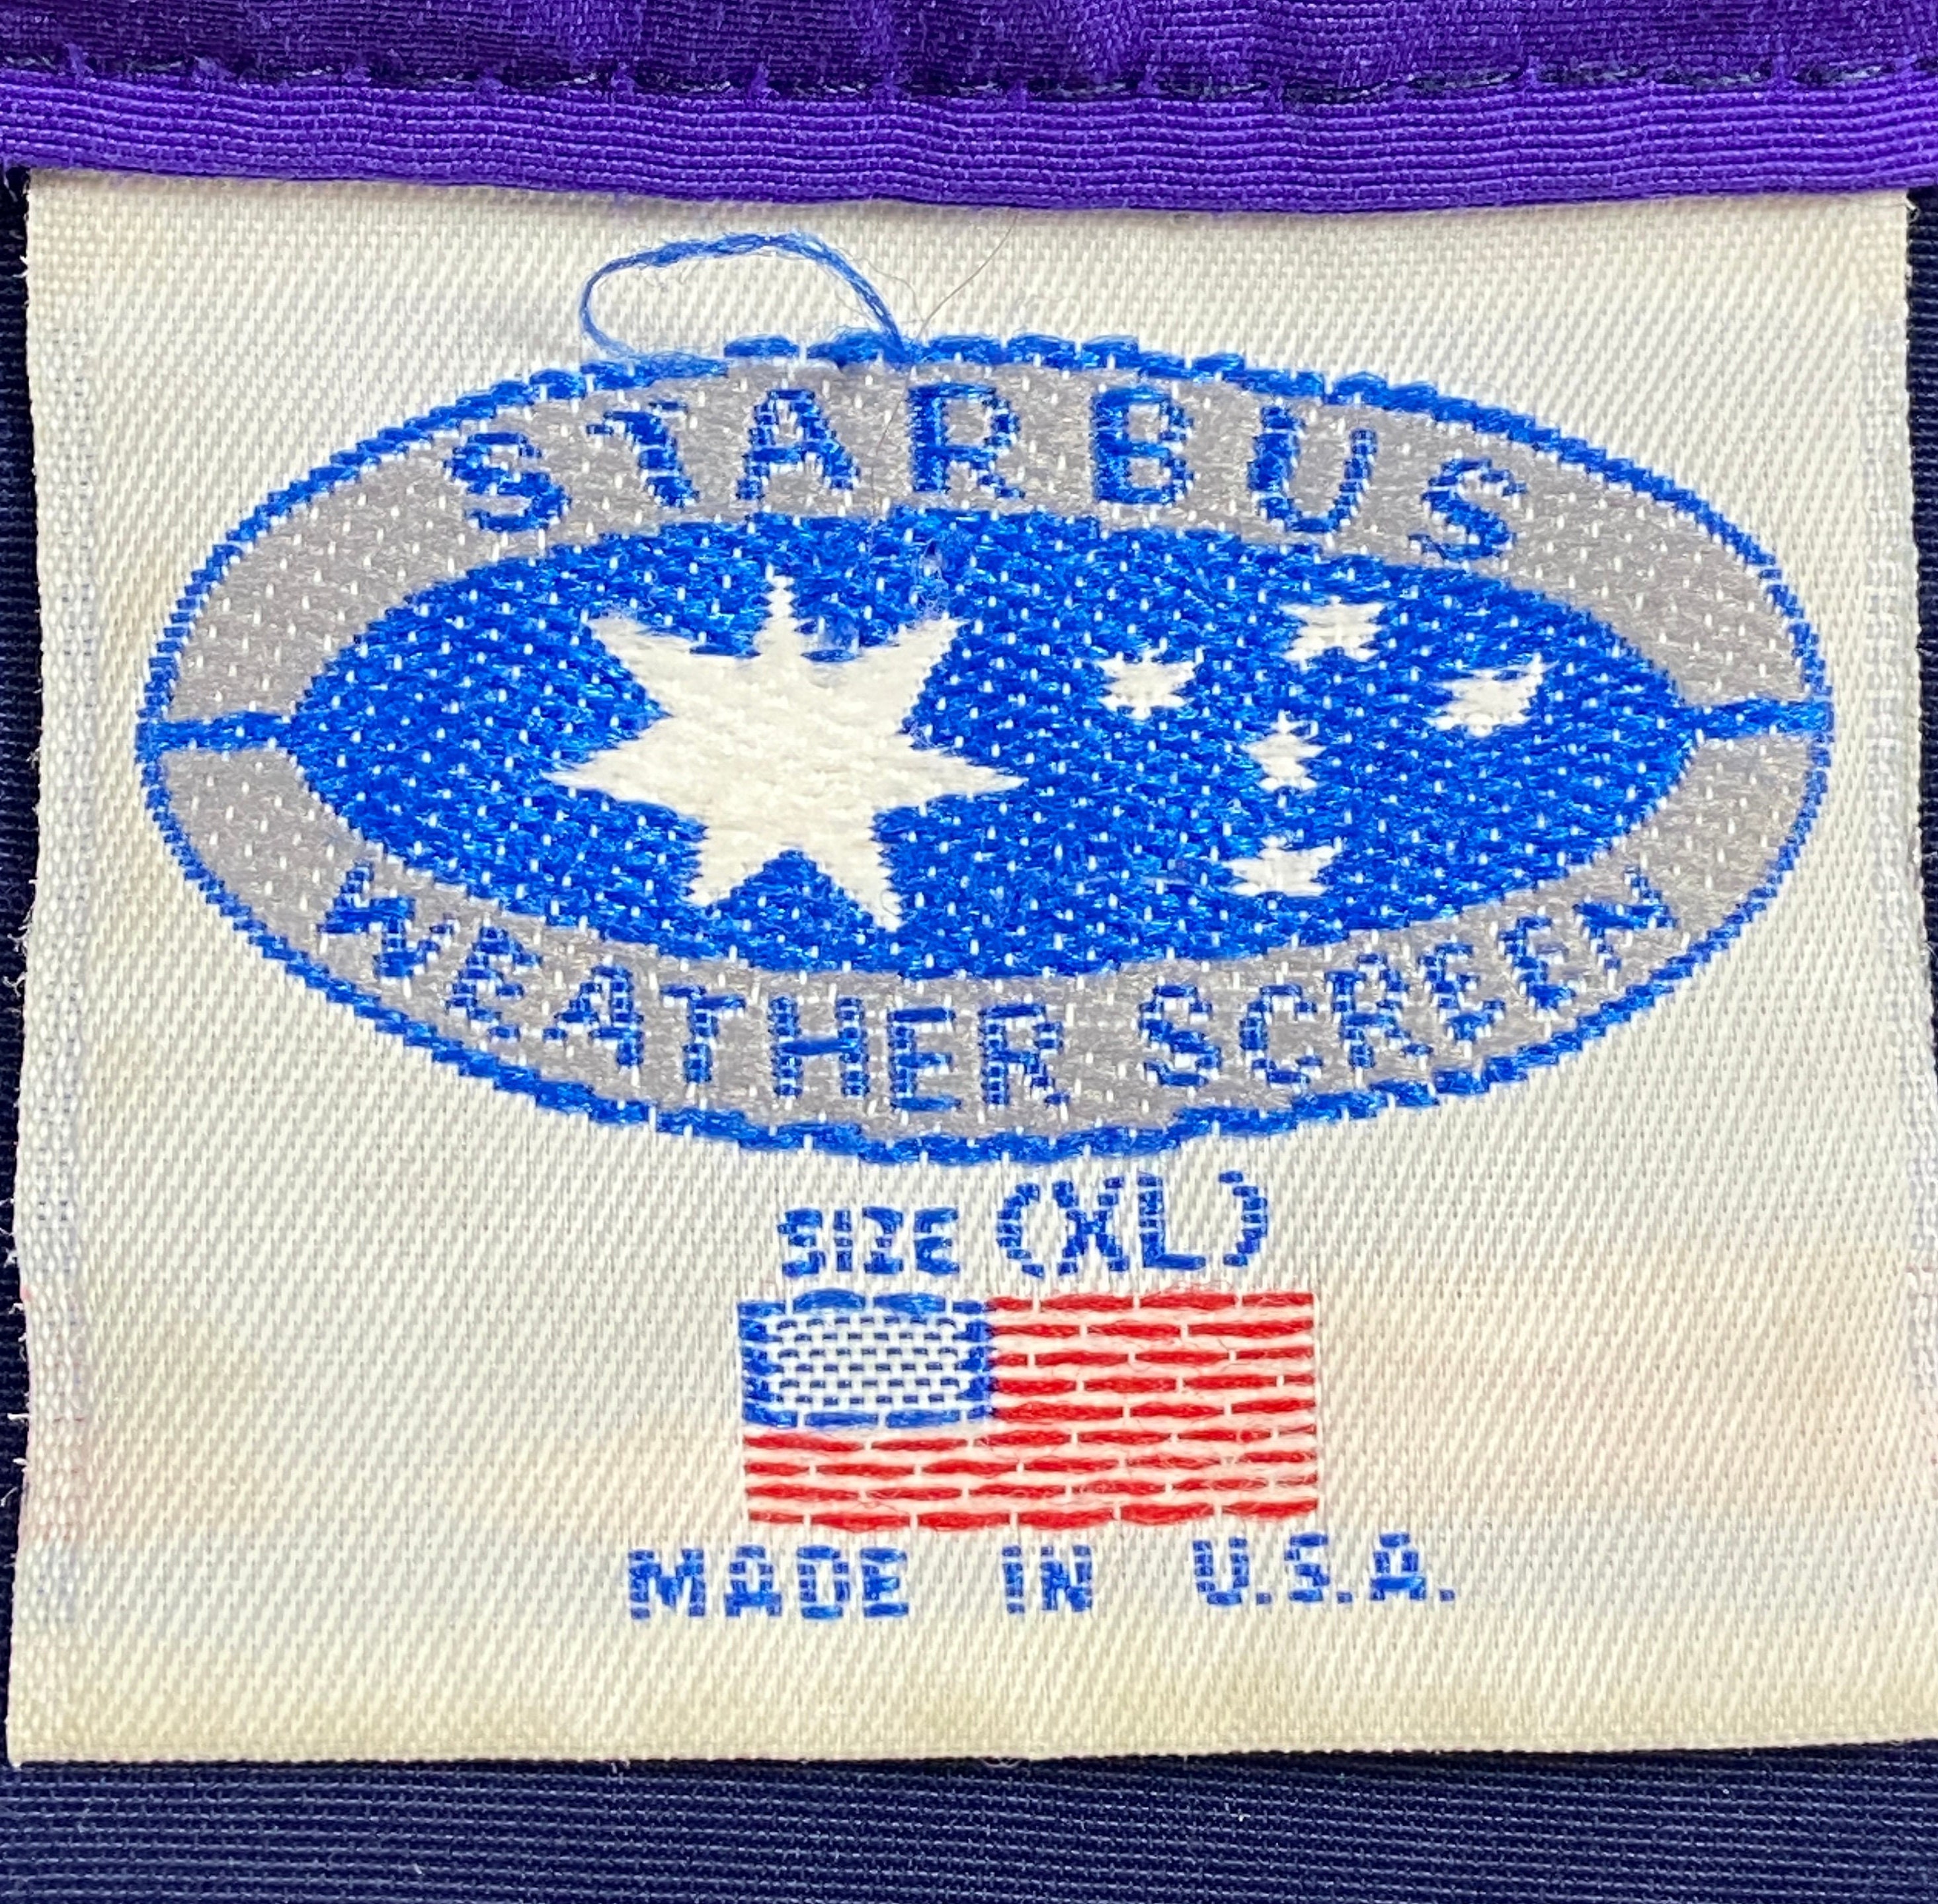 STARBUS
WEATHER SCREEN
SIZE (XL)
MADE IN U.S.A.